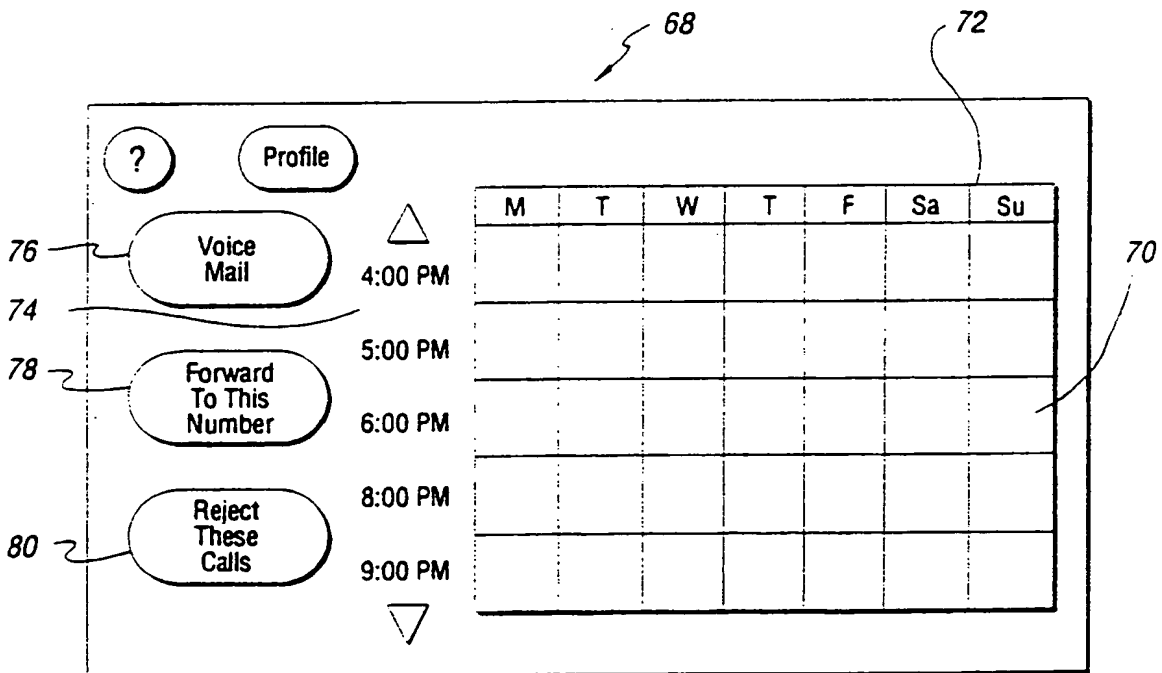 68
72
? Profile
M T W T F Sa Su
76
Voice
Mail
4:00 PM
70
74
5:00 PM
78
Forward
To This
Number
6:00 PM
8:00 PM
80
Reject
These
Calls
9:00 PM